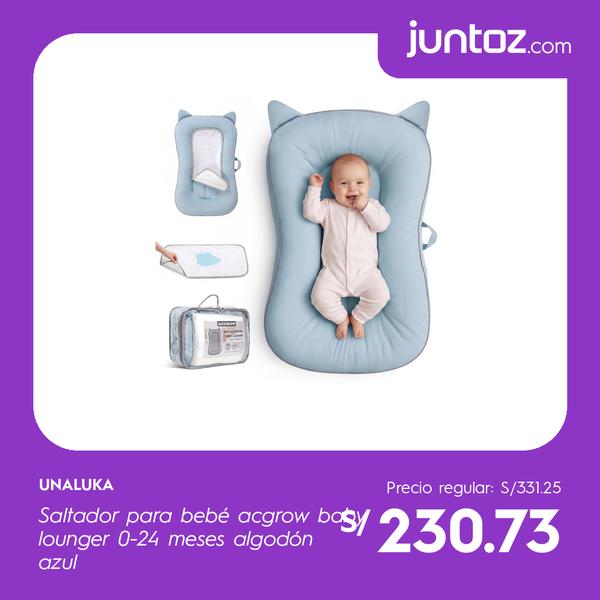 juntoz.com
ACGROW
UNALUKA
Saltador para bebé acgrow baby
lounger 0-24 meses algodón
azul
Precio regular: S/331.25
S/ 230.73